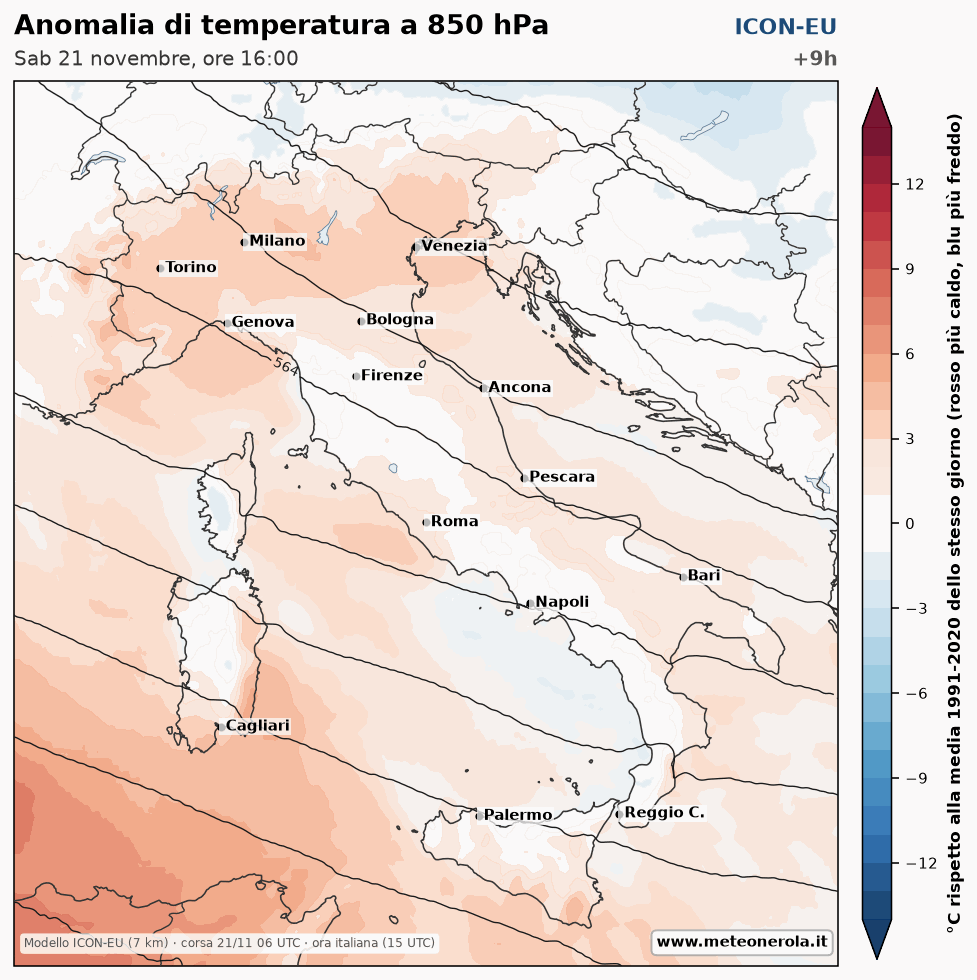 Anomalia di temperatura a 850 hPa
ICON-EU
Sab 21 novembre, ore 16:00
+9h
Milano
Venezia
Torino
Genova
Bologna
564
Firenze
Ancona
Pescara
Roma
Bari
Napoli
Cagliari
Palermo
Reggio C.
Modello ICON-EU (7 km) · corsa 21/11 06 UTC · ora italiana (15 UTC)
www.meteonerola.it
12
9
6
3
0
−3
−6
−9
−12
°C rispetto alla media 1991-2020 dello stesso giorno (rosso più caldo, blu più freddo)